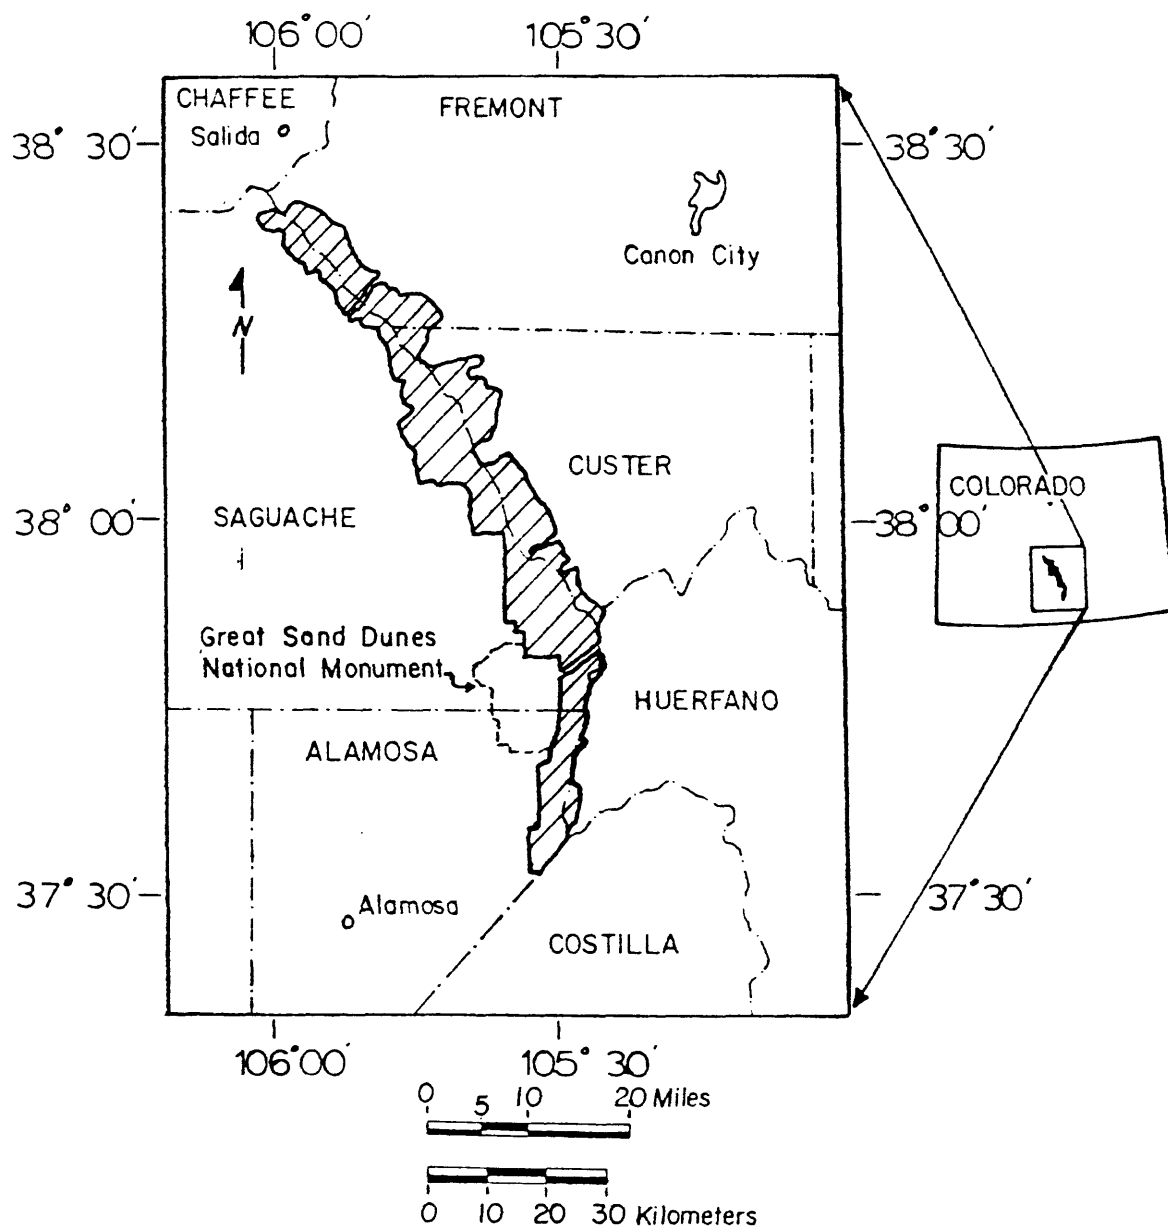 106° 00′ 105° 30′
CHAFFEE
FREMONT
Salida
38° 30′
38° 30′
Canon City
N
CUSTER
COLORADO
38° 00′
SAGUACHE
38° 00′
Great Sand Dunes
National Monument
HUERFANO
ALAMOSA
37° 30′
37° 30′
Alamosa
COSTILLA
106° 00′ 105° 30′
0 5 10 20 Miles
0 10 20 30 Kilometers